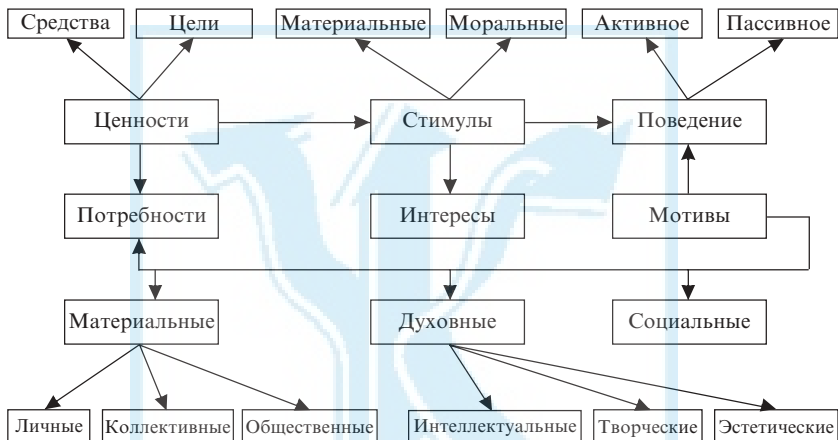 Средства Цели Материальные Моральные Активное Пассивное
Ценности Стимулы Поведение
Потребности Интересы Мотивы
Материальные Духовные Социальные
Личные Коллективные Общественные Интеллектуальные Творческие Эстетические